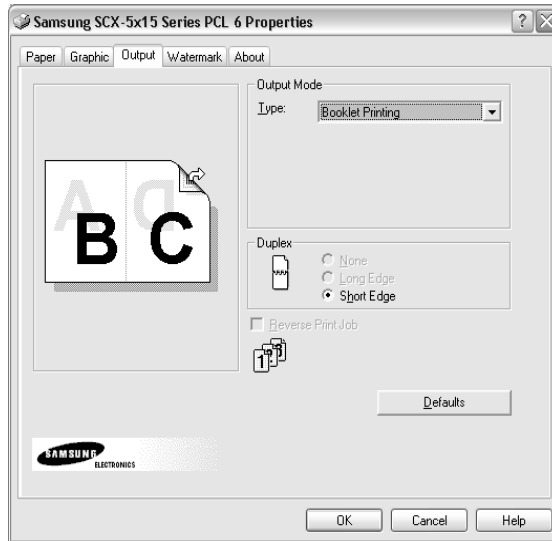 Samsung SCX-5x15 Series PCL 6 Properties
Paper Graphic Output Watermark About
Output Mode
Type: Booklet Printing
A D
B C
Duplex
None
Long Edge
Short Edge
Reverse Print Job
1
Defaults
SAMSUNG
ELECTRONICS
OK Cancel Help